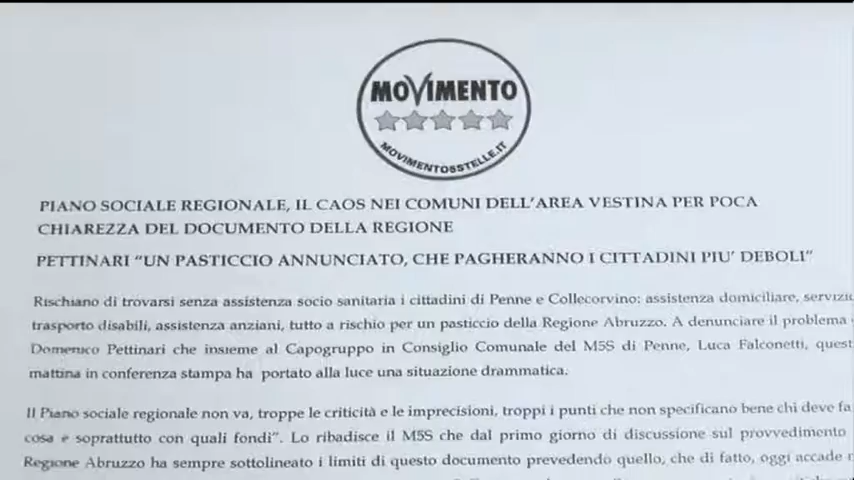 MOVIMENTO
MOVIMENTO5STELLE.IT
PIANO SOCIALE REGIONALE, IL CAOS NEI COMUNI DELL'AREA VESTINA PER POCA
CHIAREZZA DEL DOCUMENTO DELLA REGIONE
PETTINARI "UN PASTICCIO ANNUNCIATO, CHE PAGHERANNO I CITTADINI PIU' DEBOLI"
Rischiano di trovarsi senza assistenza socio sanitaria i cittadini di Penne e Collecorvino: assistenza domiciliare, servizio
trasporto disabili, assistenza anziani, tutto a rischio per un pasticcio della Regione Abruzzo. A denunciare il problema
Domenico Pettinari che insieme al Capogruppo in Consiglio Comunale del M5S di Penne, Luca Falconetti, quest
mattina in conferenza stampa ha portato alla luce una situazione drammatica.
Il Piano sociale regionale non va, troppe le criticità e le imprecisioni, troppi i punti che non specificano bene chi deve fa
cosa e soprattutto con quali fondi". Lo ribadisce il M5S che dal primo giorno di discussione sul provvedimento
Regione Abruzzo ha sempre sottolineato i limiti di questo documento prevedendo quello, che di fatto, oggi accade